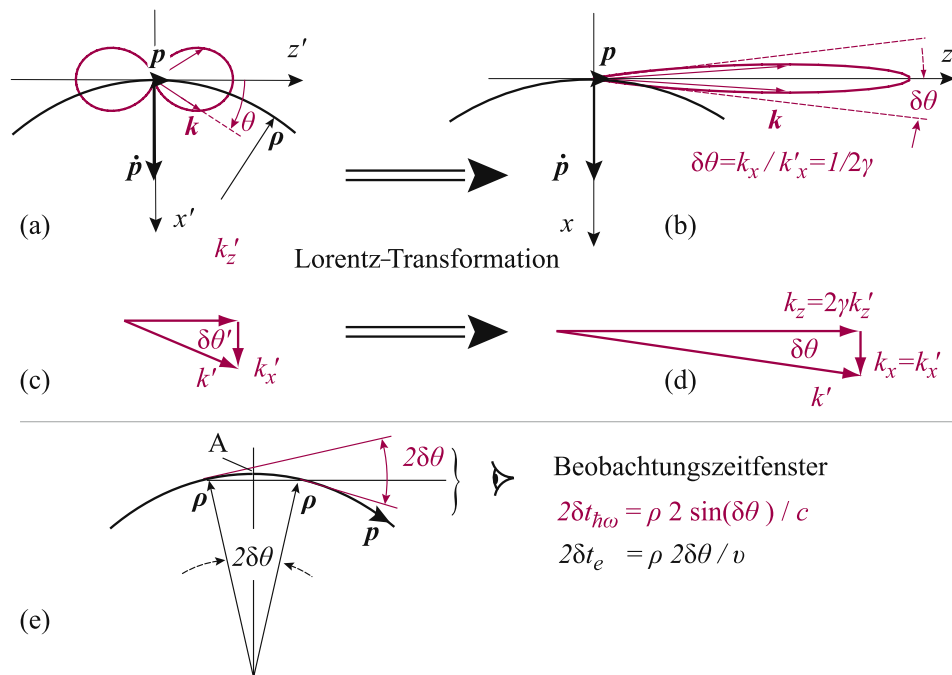 p
z′
k
θ
ρ
ṗ
x′
(a)
p
z
δθ
k
ṗ
δθ=k_x / k′_x=1/2γ
x
(b)
k_z′
Lorentz-Transformation
δθ′
k′
k_x′
(c)
k_z=2γk_z′
δθ
k_x=k_x′
k′
(d)
A
2δθ
ρ
ρ
p
2δθ
(e)
Beobachtungszeitfenster
2δt_ħω = ρ 2 sin(δθ ) / c
2δt_e = ρ 2δθ / υ